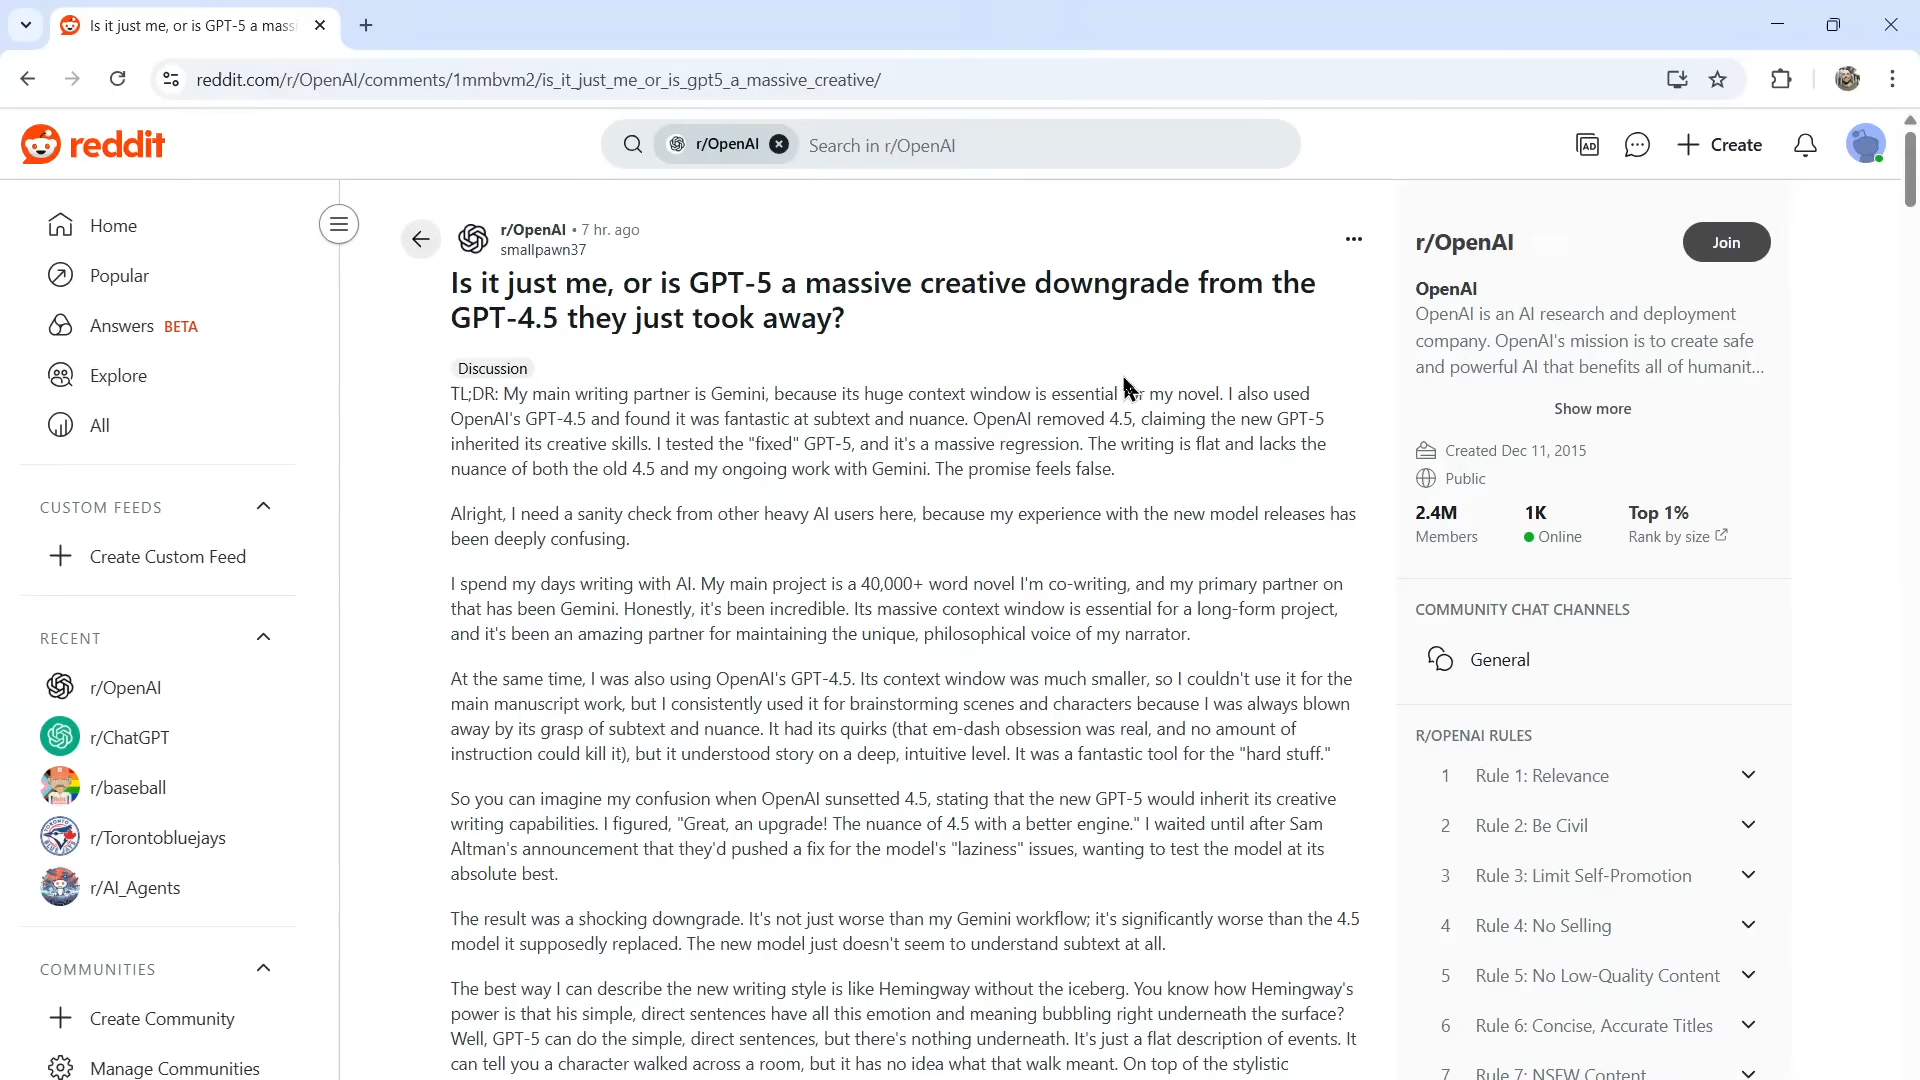 Is it just me, or is GPT-5 a mass
reddit.com/r/OpenAI/comments/1mmbvm2/is_it_just_me_or_is_gpt5_a_massive_creative/
reddit
r/OpenAI
Search in r/OpenAI
AD
Create
Home
Popular
Answers BETA
Explore
All
CUSTOM FEEDS
Create Custom Feed
RECENT
r/OpenAI
r/ChatGPT
r/baseball
r/Torontobluejays
r/AI_Agents
COMMUNITIES
Create Community
Manage Communities
r/OpenAI • 7 hr. ago
smallpawn37
Is it just me, or is GPT-5 a massive creative downgrade from the
GPT-4.5 they just took away?
Discussion
TL;DR: My main writing partner is Gemini, because its huge context window is essential my novel. I also used
OpenAI's GPT-4.5 and found it was fantastic at subtext and nuance. OpenAI removed 4.5, claiming the new GPT-5
inherited its creative skills. I tested the "fixed" GPT-5, and it's a massive regression. The writing is flat and lacks the
nuance of both the old 4.5 and my ongoing work with Gemini. The promise feels false.
Alright, I need a sanity check from other heavy AI users here, because my experience with the new model releases has
been deeply confusing.
I spend my days writing with AI. My main project is a 40,000+ word novel I'm co-writing, and my primary partner on
that has been Gemini. Honestly, it's been incredible. Its massive context window is essential for a long-form project,
and it's been an amazing partner for maintaining the unique, philosophical voice of my narrator.
At the same time, I was also using OpenAI's GPT-4.5. Its context window was much smaller, so I couldn't use it for the
main manuscript work, but I consistently used it for brainstorming scenes and characters because I was always blown
away by its grasp of subtext and nuance. It had its quirks (that em-dash obsession was real, and no amount of
instruction could kill it), but it understood story on a deep, intuitive level. It was a fantastic tool for the "hard stuff."
So you can imagine my confusion when OpenAI sunsetted 4.5, stating that the new GPT-5 would inherit its creative
writing capabilities. I figured, "Great, an upgrade! The nuance of 4.5 with a better engine." I waited until after Sam
Altman's announcement that they'd pushed a fix for the model's "laziness" issues, wanting to test the model at its
absolute best.
The result was a shocking downgrade. It's not just worse than my Gemini workflow; it's significantly worse than the 4.5
model it supposedly replaced. The new model just doesn't seem to understand subtext at all.
The best way I can describe the new writing style is like Hemingway without the iceberg. You know how Hemingway's
power is that his simple, direct sentences have all this emotion and meaning bubbling right underneath the surface?
Well, GPT-5 can do the simple, direct sentences, but there's nothing underneath. It's just a flat description of events. It
can tell you a character walked across a room, but it has no idea what that walk meant. On top of the stylistic
r/OpenAI
Join
OpenAI
OpenAI is an AI research and deployment
company. OpenAI's mission is to create safe
and powerful AI that benefits all of humanit...
Show more
Created Dec 11, 2015
Public
2.4M 1K Top 1%
Members Online Rank by size
COMMUNITY CHAT CHANNELS
General
R/OPENAI RULES
1 Rule 1: Relevance
2 Rule 2: Be Civil
3 Rule 3: Limit Self-Promotion
4 Rule 4: No Selling
5 Rule 5: No Low-Quality Content
6 Rule 6: Concise, Accurate Titles
7 Rule 7: NSFW Content